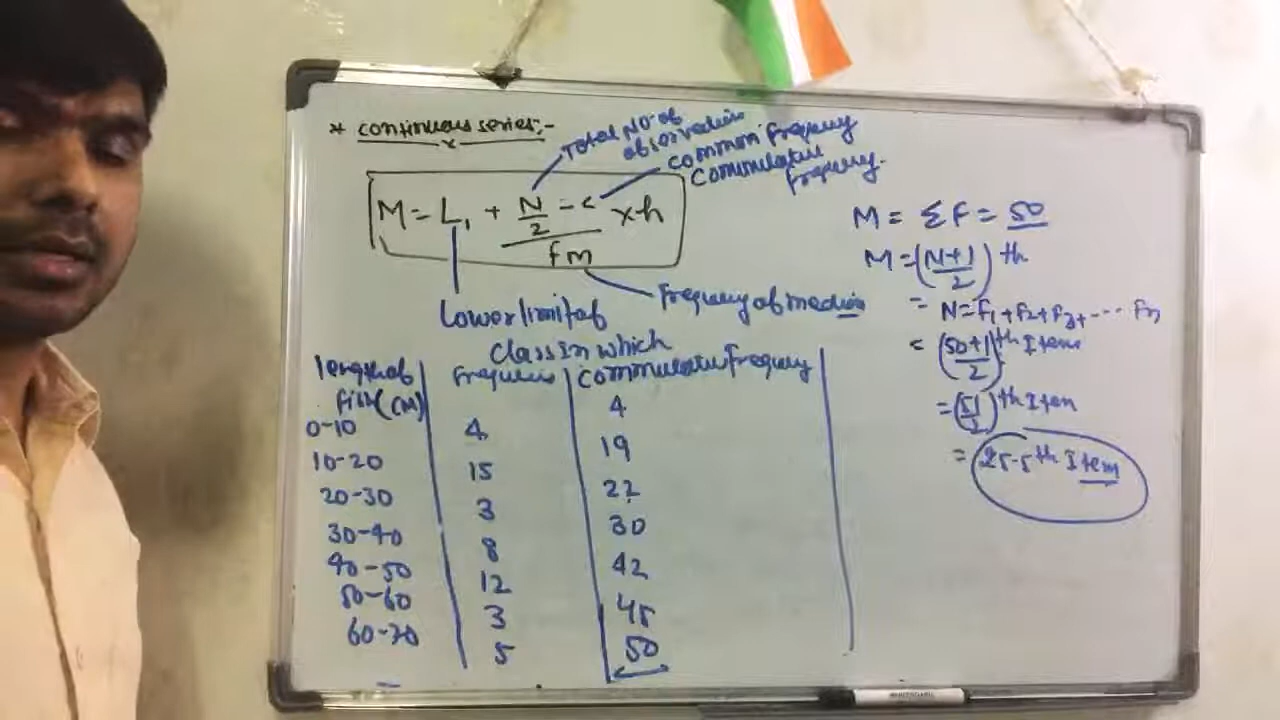 * continuous series:-
Total No. of
observation
common frequency
Commulative
frequency.
M = L₁ + N/2 - c / fm × h
Lower limit of
class in which
Frequency of median
length of fish (CM) | Frequency | Commulative frequency
0-10 | 4 | 4
10-20 | 15 | 19
20-30 | 3 | 22
30-40 | 8 | 30
40-50 | 12 | 42
50-60 | 3 | 45
60-70 | 5 | 50
M = ΣF = 50
M = (N+1/2)th
= N = F₁+F₂+F₃+---- Fn
= (50+1/2)th Items
= (51/2)th Item
= 25.5th Item